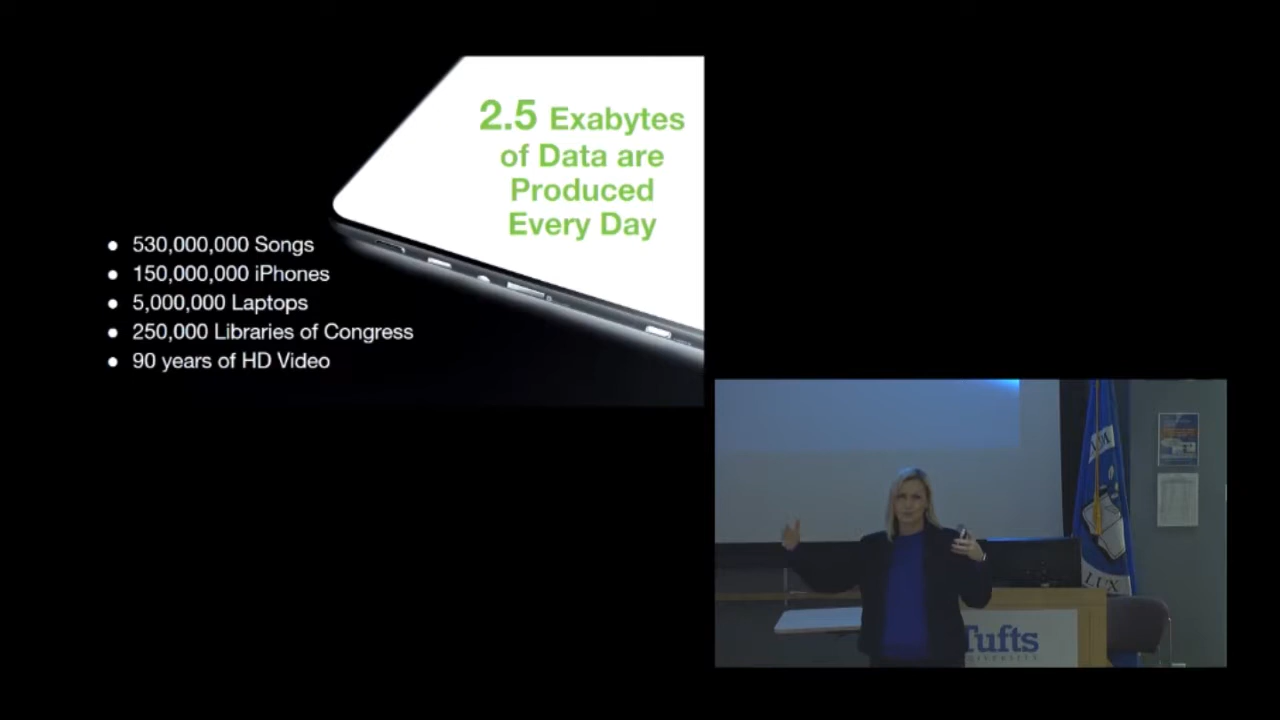 2.5 Exabytes
of Data are
Produced
Every Day
● 530,000,000 Songs
● 150,000,000 iPhones
● 5,000,000 Laptops
● 250,000 Libraries of Congress
● 90 years of HD Video
LUX
Tufts
UNIVERSITY